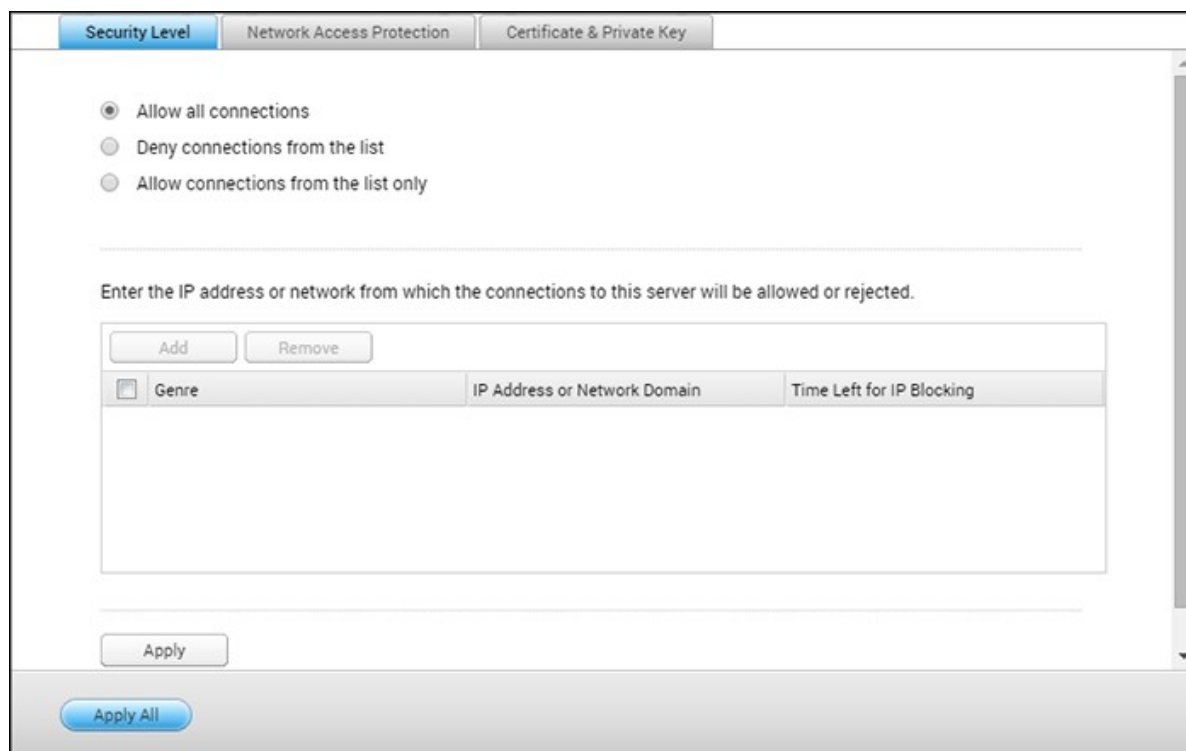 Security Level
Network Access Protection
Certificate & Private Key
Allow all connections
Deny connections from the list
Allow connections from the list only
Enter the IP address or network from which the connections to this server will be allowed or rejected.
Add
Remove
Genre
IP Address or Network Domain
Time Left for IP Blocking
Apply
Apply All